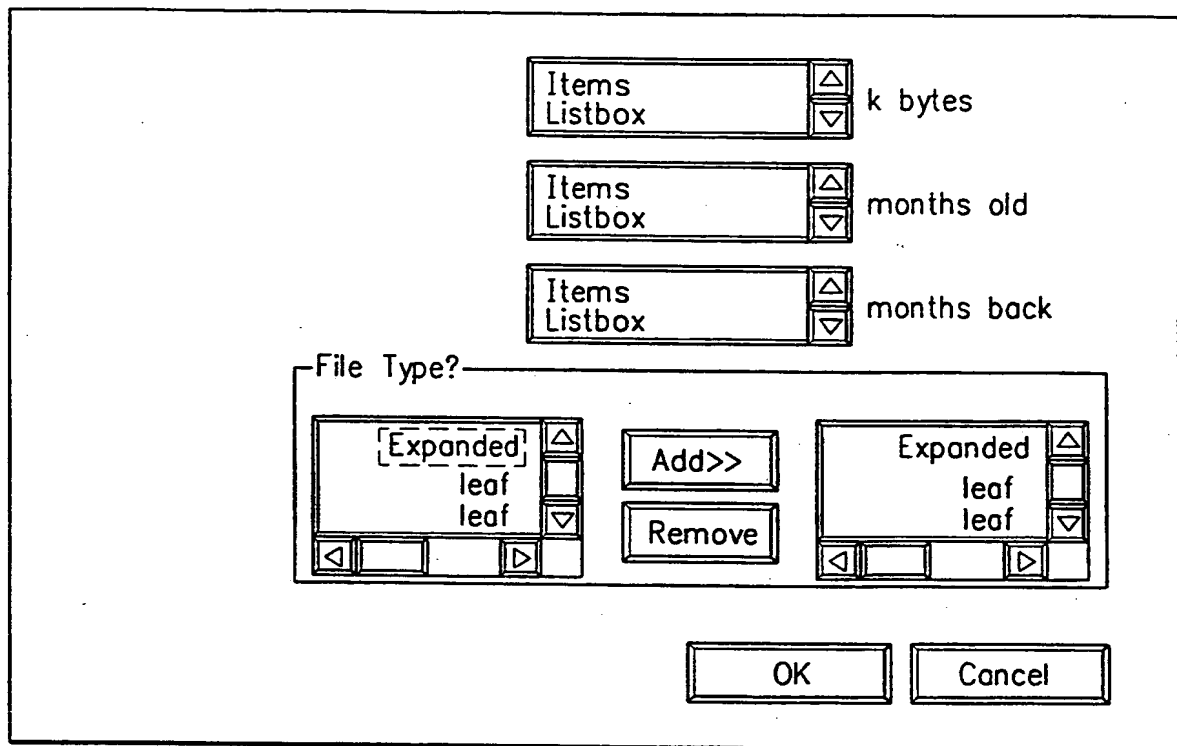 Items
Listbox
k bytes
Items
Listbox
months old
Items
Listbox
months back
File Type?
Expanded
leaf
leaf
Add>>
Remove
Expanded
leaf
leaf
OK
Cancel